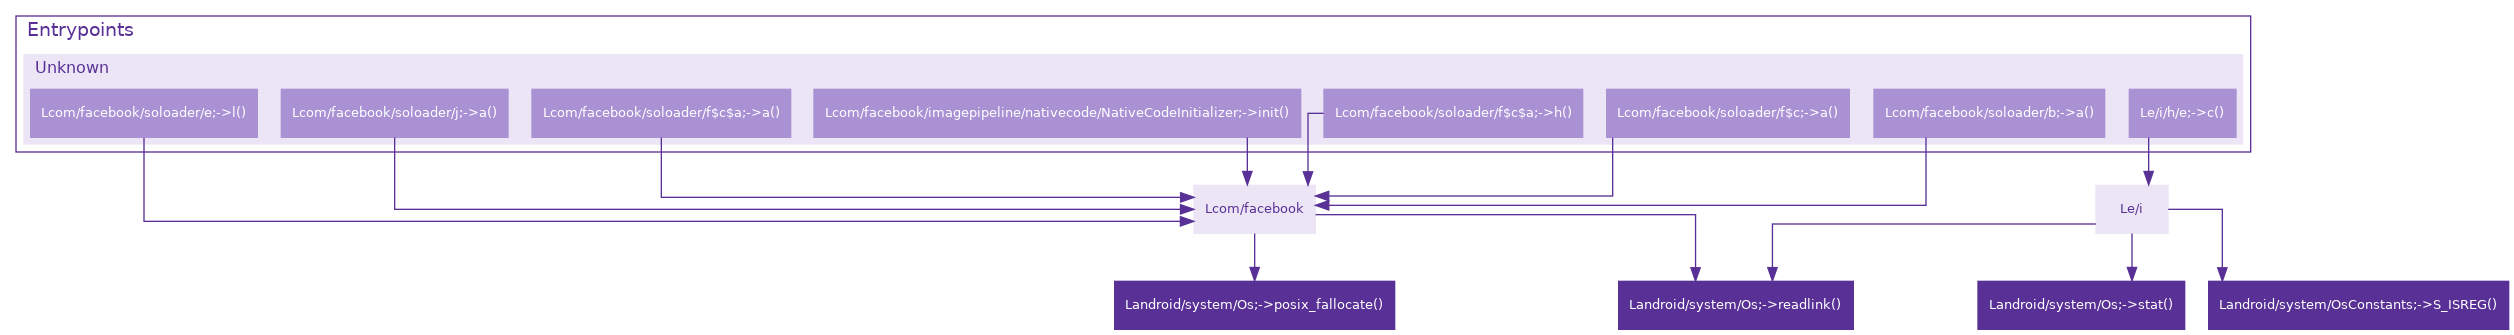 Entrypoints
Unknown
Lcom/facebook/soloader/e;->l()
Lcom/facebook/soloader/j;->a()
Lcom/facebook/soloader/f$c$a;->a()
Lcom/facebook/imagepipeline/nativecode/NativeCodeInitializer;->init()
Lcom/facebook/soloader/f$c$a;->h()
Lcom/facebook/soloader/f$c;->a()
Lcom/facebook/soloader/b;->a()
Le/i/h/e;->c()
Lcom/facebook
Le/i
Landroid/system/Os;->posix_fallocate()
Landroid/system/Os;->readlink()
Landroid/system/Os;->stat()
Landroid/system/OsConstants;->S_ISREG()